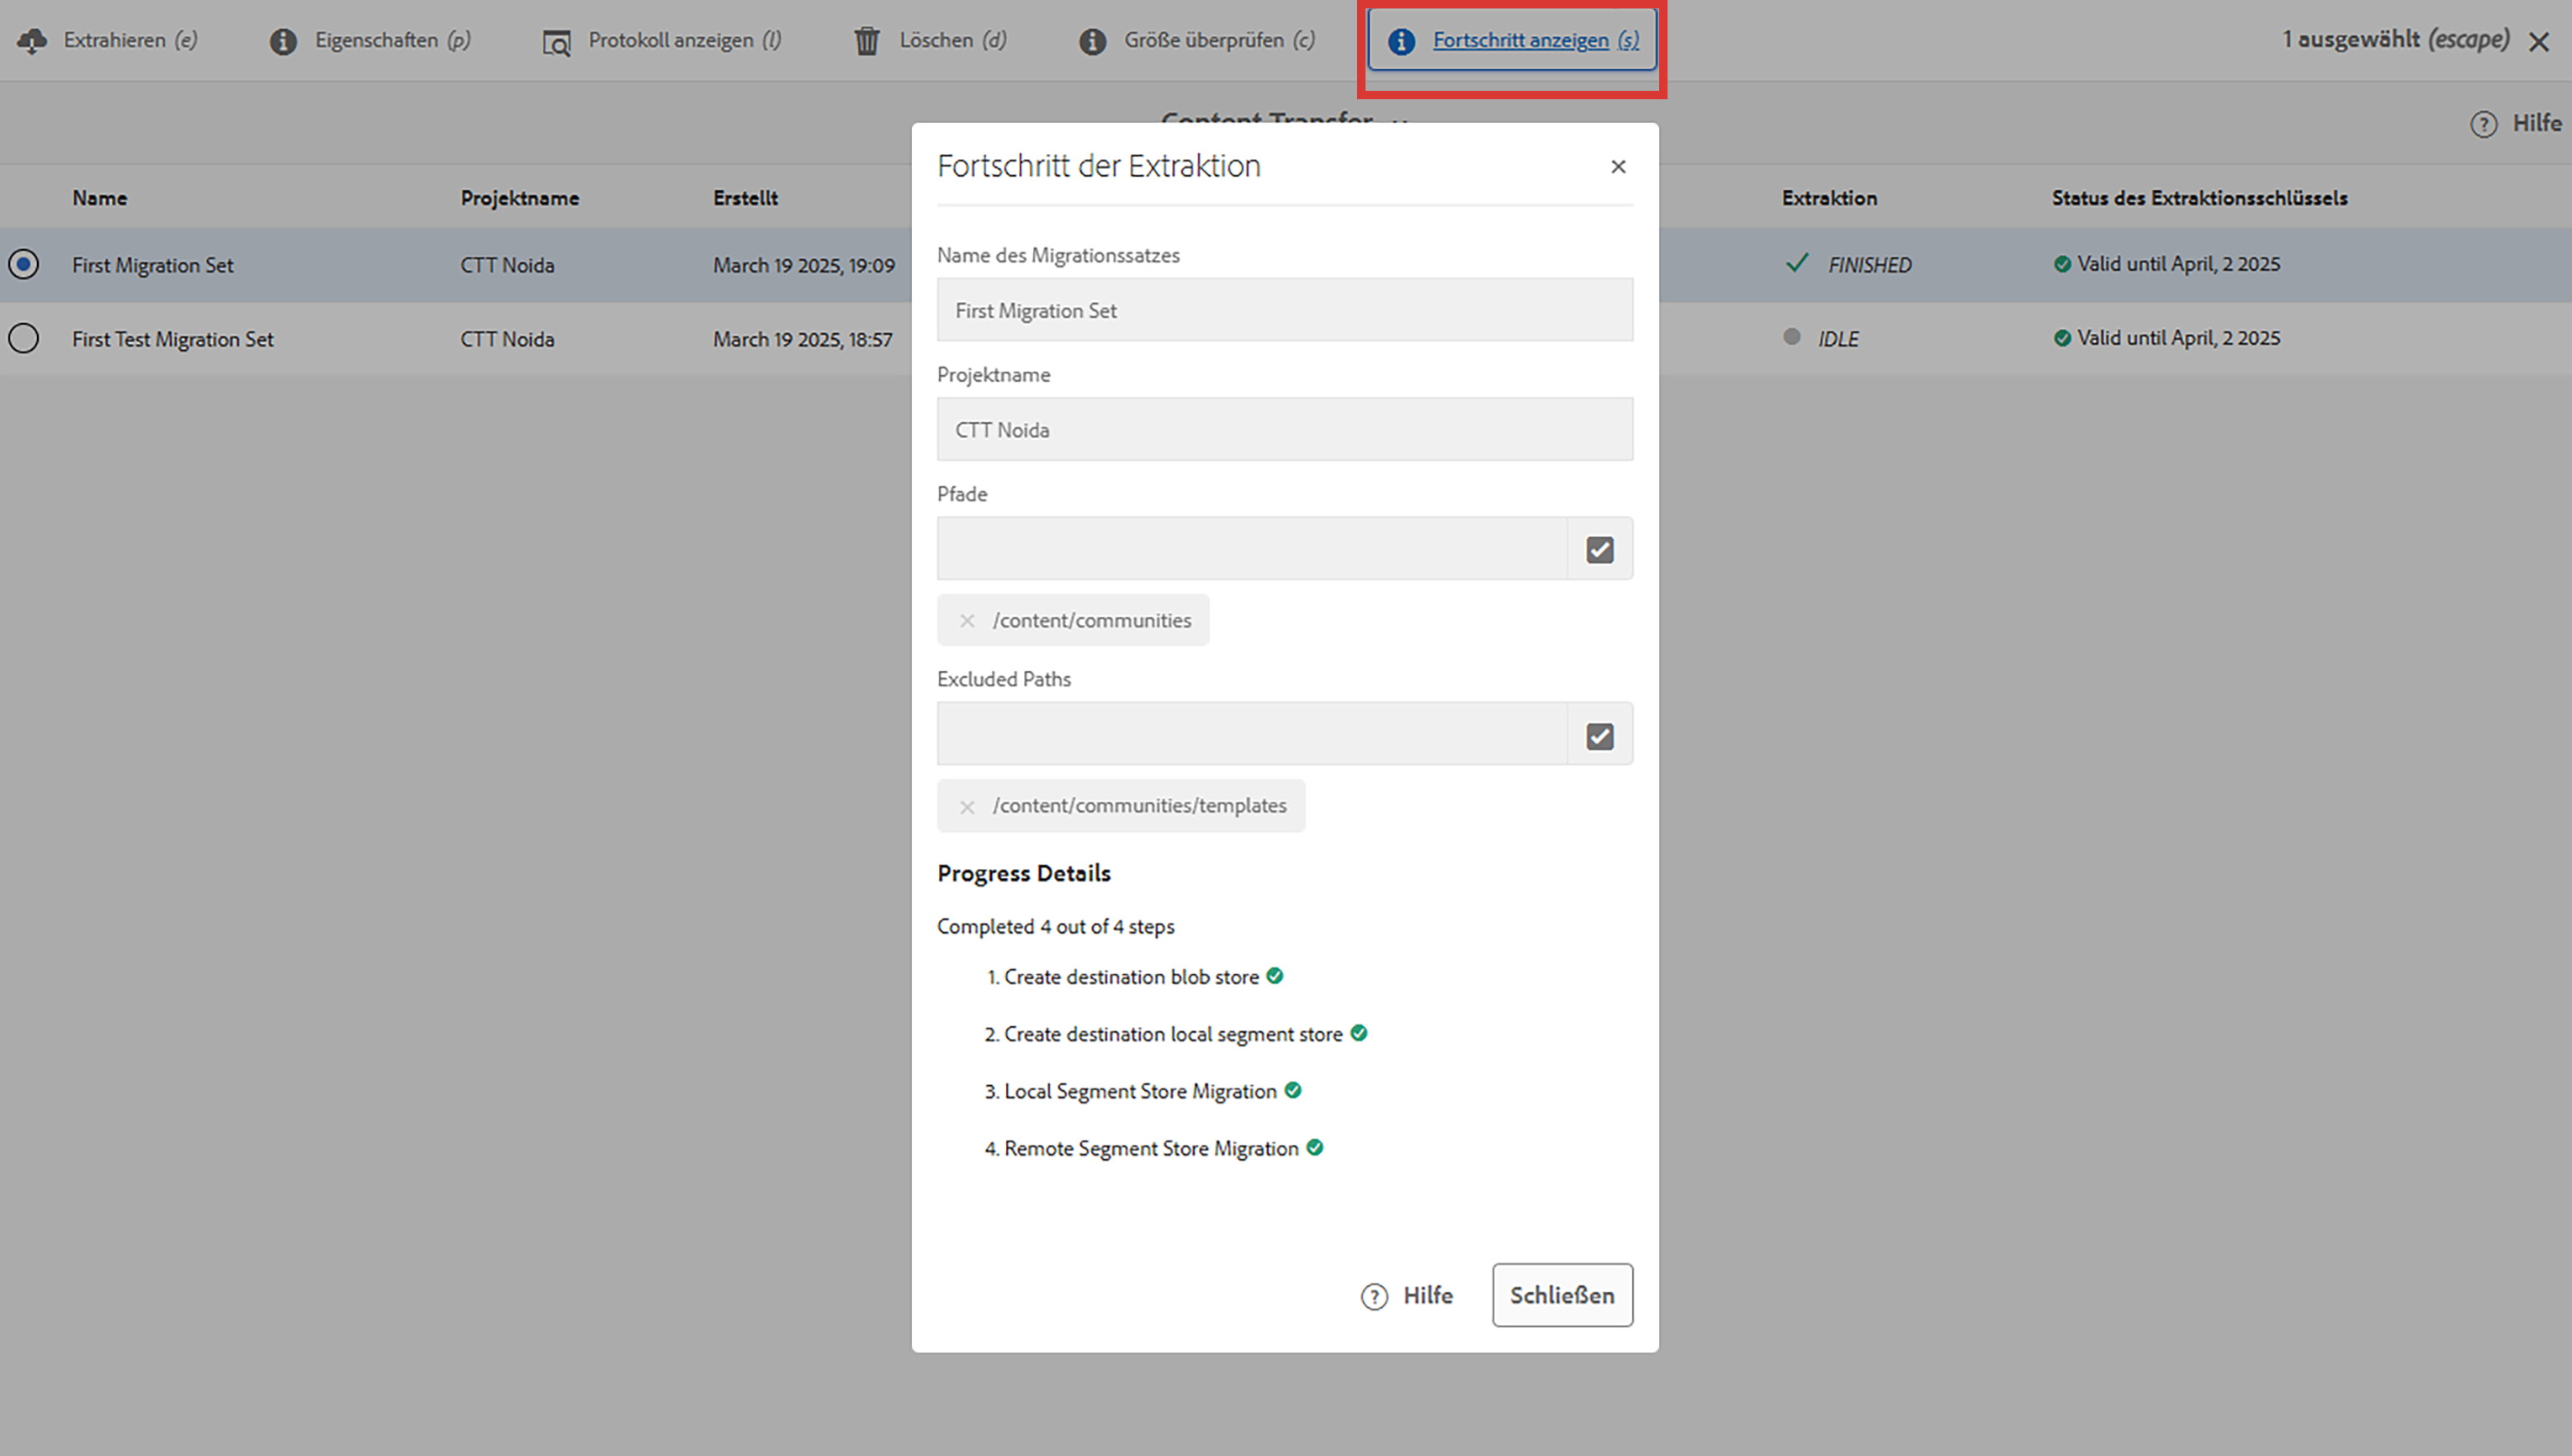 Extrahieren (e) Eigenschaften (p) Protokoll anzeigen (l) Löschen (d) Größe überprüfen (c) Fortschritt anzeigen (s) 1 ausgewählt (escape)
Content Transfer
Hilfe
Fortschritt der Extraktion
Name Projektname Erstellt Extraktion Status des Extraktionsschlüssels
First Migration Set CTT Noida March 19 2025, 19:09 FINISHED Valid until April, 2 2025
First Test Migration Set CTT Noida March 19 2025, 18:57 IDLE Valid until April, 2 2025
Name des Migrationssatzes
First Migration Set
Projektname
CTT Noida
Pfade
/content/communities
Excluded Paths
/content/communities/templates
Progress Details
Completed 4 out of 4 steps
1. Create destination blob store
2. Create destination local segment store
3. Local Segment Store Migration
4. Remote Segment Store Migration
Hilfe Schließen